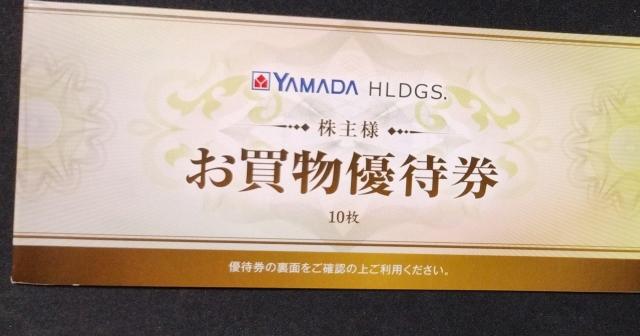 YAMADA HLDGS.
株主様
お買物優待券
10枚
優待券の裏面をご確認の上ご利用ください。